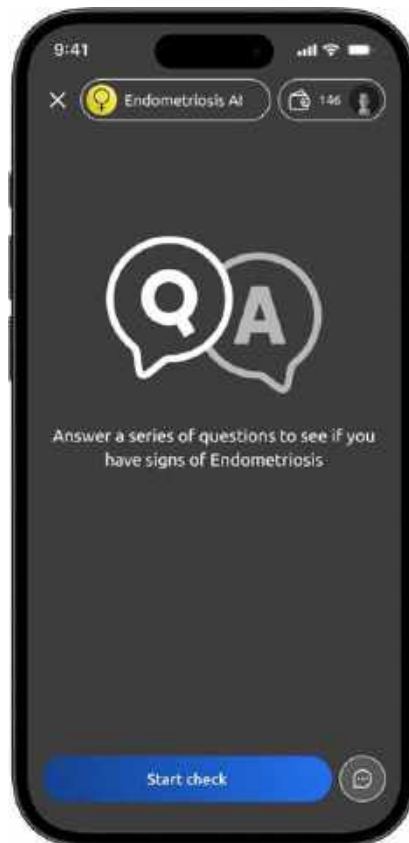 9:41
Endometriosis AI
146
Q
A
Answer a series of questions to see if you
have signs of Endometriosis
Start check